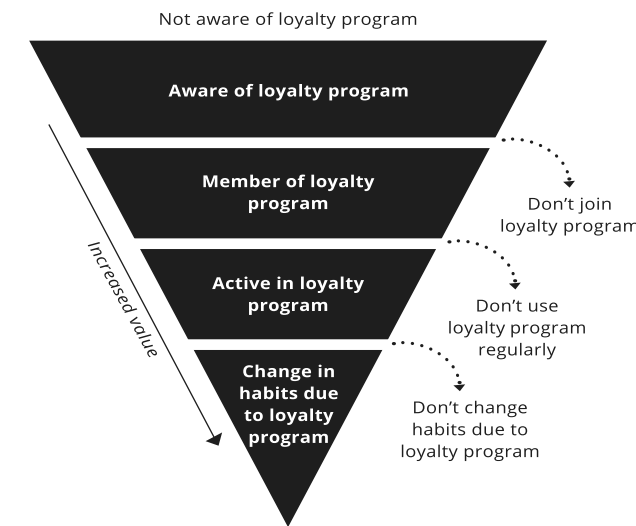 Not aware of loyalty program
Aware of loyalty program
Member of loyalty
program
Don’t join
loyalty program
Active in loyalty
program
Don’t use
loyalty program
regularly
Increased value
Change in
habits due
to loyalty
program
Don’t change
habits due to
loyalty program